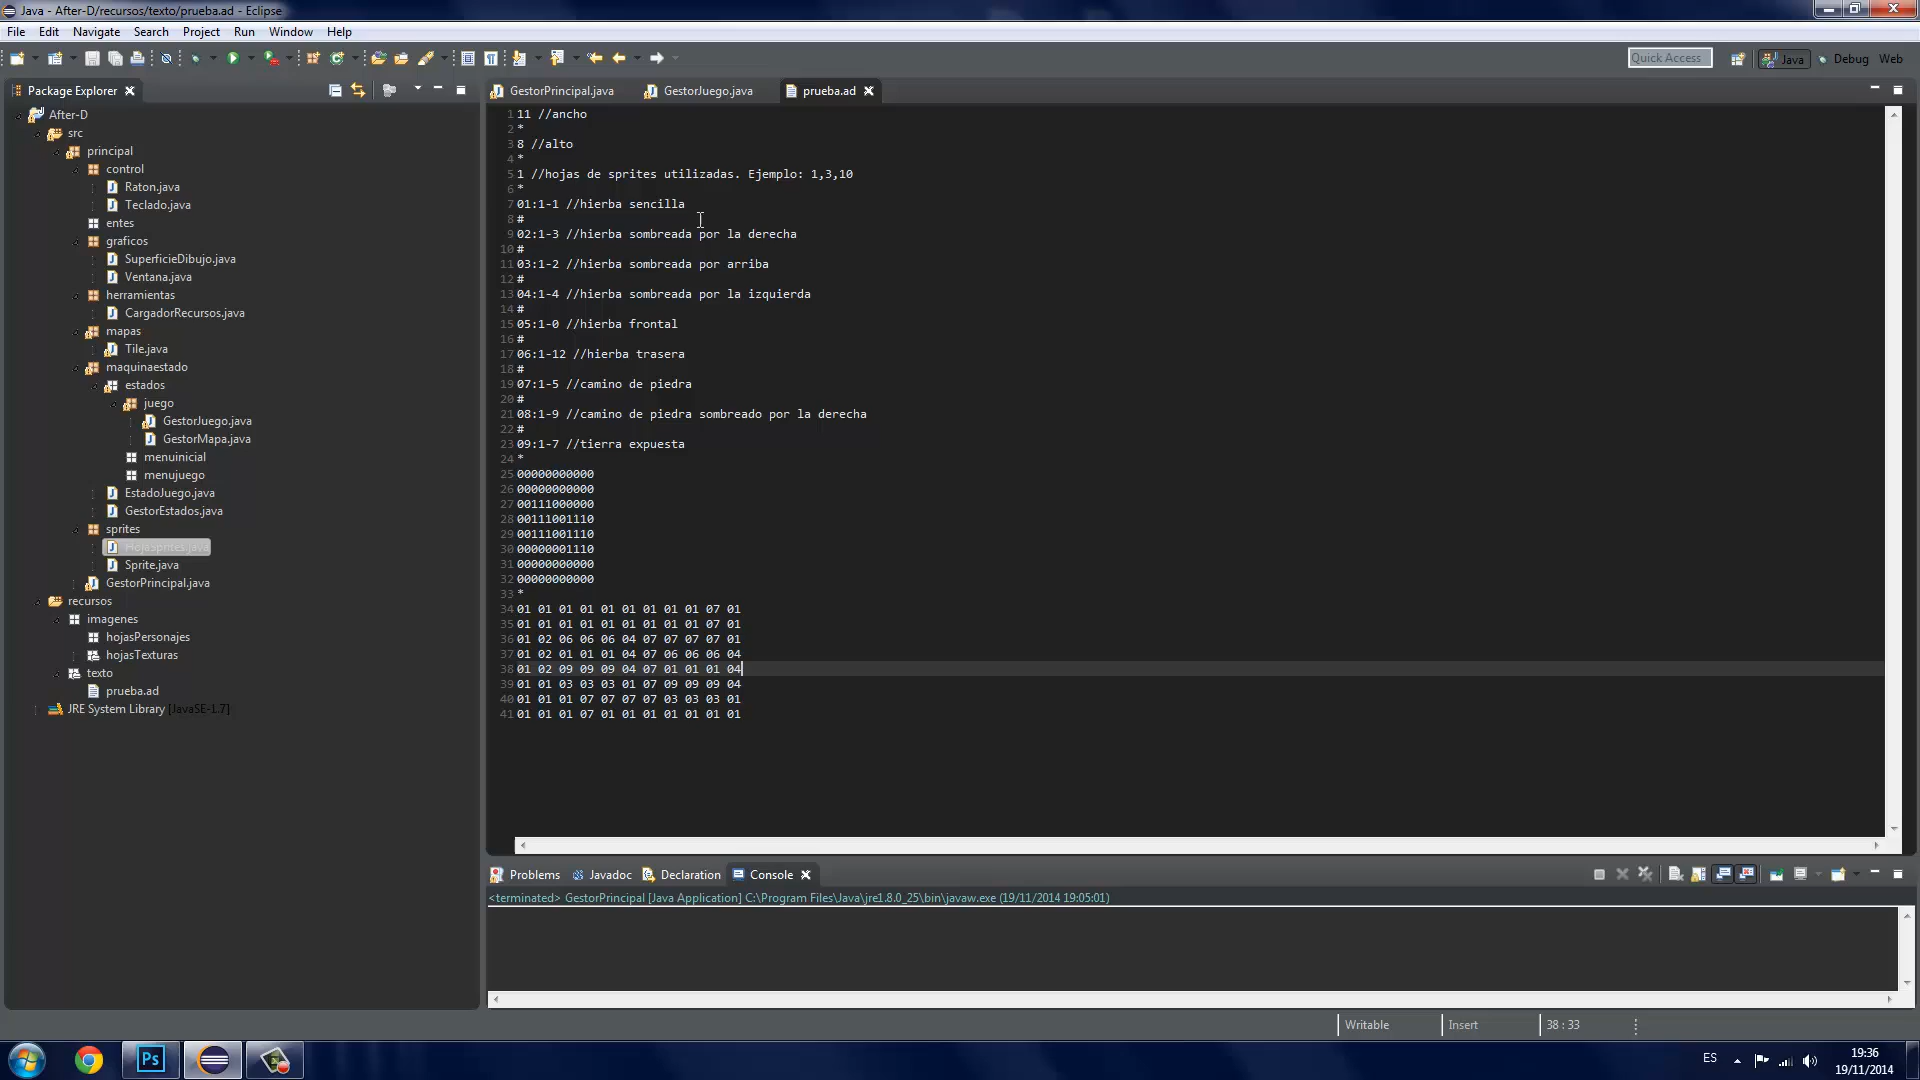 Java - After-D/recursos/texto/prueba.ad - Eclipse
File Edit Navigate Search Project Run Window Help
Quick Access Java Debug Web
Package Explorer
GestorPrincipal.java GestorJuego.java prueba.ad
After-D
src
principal
control
Raton.java
Teclado.java
entes
graficos
SuperficieDibujo.java
Ventana.java
herramientas
CargadorRecursos.java
mapas
Tile.java
maquinaestado
estados
juego
GestorJuego.java
GestorMapa.java
menuinicial
menujuego
EstadoJuego.java
GestorEstados.java
sprites
HojaSprites.java
Sprite.java
GestorPrincipal.java
recursos
imagenes
hojasPersonajes
hojasTexturas
texto
prueba.ad
JRE System Library [JavaSE-1.7]
1 11 //ancho
2 *
3 8 //alto
4 *
5 1 //hojas de sprites utilizadas. Ejemplo: 1,3,10
6 *
7 01:1-1 //hierba sencilla
8 #
9 02:1-3 //hierba sombreada por la derecha
10 #
11 03:1-2 //hierba sombreada por arriba
12 #
13 04:1-4 //hierba sombreada por la izquierda
14 #
15 05:1-0 //hierba frontal
16 #
17 06:1-12 //hierba trasera
18 #
19 07:1-5 //camino de piedra
20 #
21 08:1-9 //camino de piedra sombreado por la derecha
22 #
23 09:1-7 //tierra expuesta
24 *
25 00000000000
26 00000000000
27 00111000000
28 00111001110
29 00111001110
30 00000001110
31 00000000000
32 00000000000
33 *
34 01 01 01 01 01 01 01 01 01 07 01
35 01 01 01 01 01 01 01 01 01 07 01
36 01 02 06 06 06 04 07 07 07 07 01
37 01 02 01 01 01 04 07 06 06 06 04
38 01 02 09 09 09 04 07 01 01 01 04
39 01 01 03 03 03 01 07 09 09 09 04
40 01 01 01 07 07 07 07 03 03 03 01
41 01 01 01 07 01 01 01 01 01 01 01
Problems Javadoc Declaration Console
<terminated> GestorPrincipal [Java Application] C:\Program Files\Java\jre1.8.0_25\bin\javaw.exe (19/11/2014 19:05:01)
Writable Insert 38 : 33
Ps
ES
19:36
19/11/2014